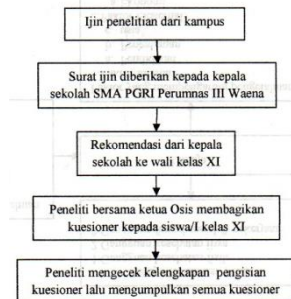 Ijin penelitian dari kampus
Surat ijin diberikan kepada kepala
sekolah SMA PGRI Perumnas III Waena
Rekomendasi dari kepala
sekolah ke wali kelas XI
Peneliti bersama ketua Osis membagikan
kuesioner kepada siswa/I kelas XI
Peneliti mengecek kelengkapan pengisian
kuesioner lalu mengumpulkan semua kuesioner